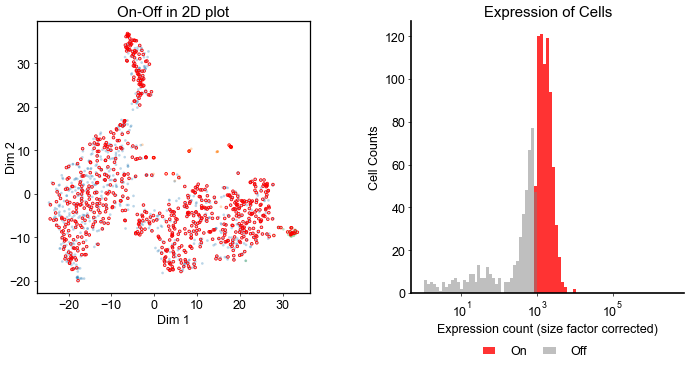 On-Off in 2D plot
Dim 2
30
20
10
0
−10
−20
−20 −10 0 10 20 30
Dim 1
Expression of Cells
Cell Counts
120
100
80
60
40
20
0
10^1 10^3 10^5
Expression count (size factor corrected)
On Off